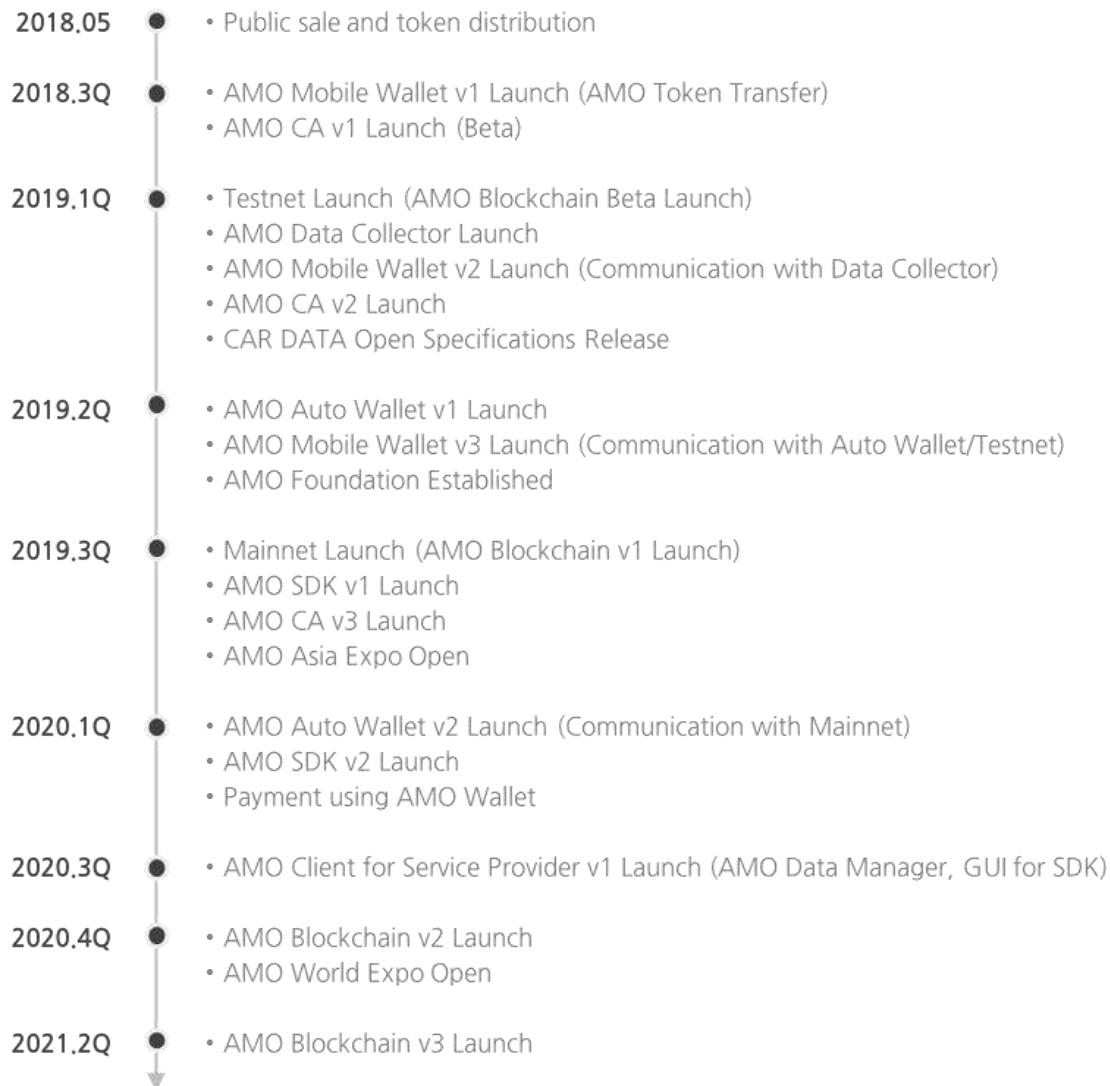 2018.05 • Public sale and token distribution
2018.3Q • AMO Mobile Wallet v1 Launch (AMO Token Transfer)
• AMO CA v1 Launch (Beta)
2019.1Q • Testnet Launch (AMO Blockchain Beta Launch)
• AMO Data Collector Launch
• AMO Mobile Wallet v2 Launch (Communication with Data Collector)
• AMO CA v2 Launch
• CAR DATA Open Specifications Release
2019.2Q • AMO Auto Wallet v1 Launch
• AMO Mobile Wallet v3 Launch (Communication with Auto Wallet/Testnet)
• AMO Foundation Established
2019.3Q • Mainnet Launch (AMO Blockchain v1 Launch)
• AMO SDK v1 Launch
• AMO CA v3 Launch
• AMO Asia Expo Open
2020.1Q • AMO Auto Wallet v2 Launch (Communication with Mainnet)
• AMO SDK v2 Launch
• Payment using AMO Wallet
2020.3Q • AMO Client for Service Provider v1 Launch (AMO Data Manager, GUI for SDK)
2020.4Q • AMO Blockchain v2 Launch
• AMO World Expo Open
2021.2Q • AMO Blockchain v3 Launch